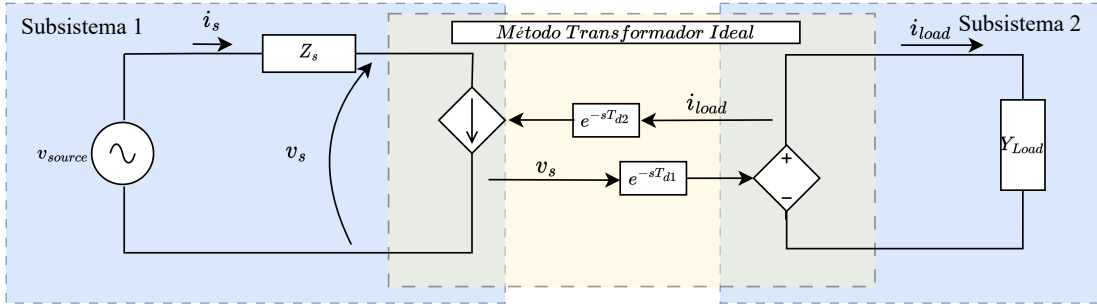 Subsistema 1
i_s
Z_s
v_source
v_s
Método Transformador Ideal
i_load
e^{-sT_{d2}}
v_s
e^{-sT_{d1}}
+
−
Subsistema 2
i_load
Y_Load